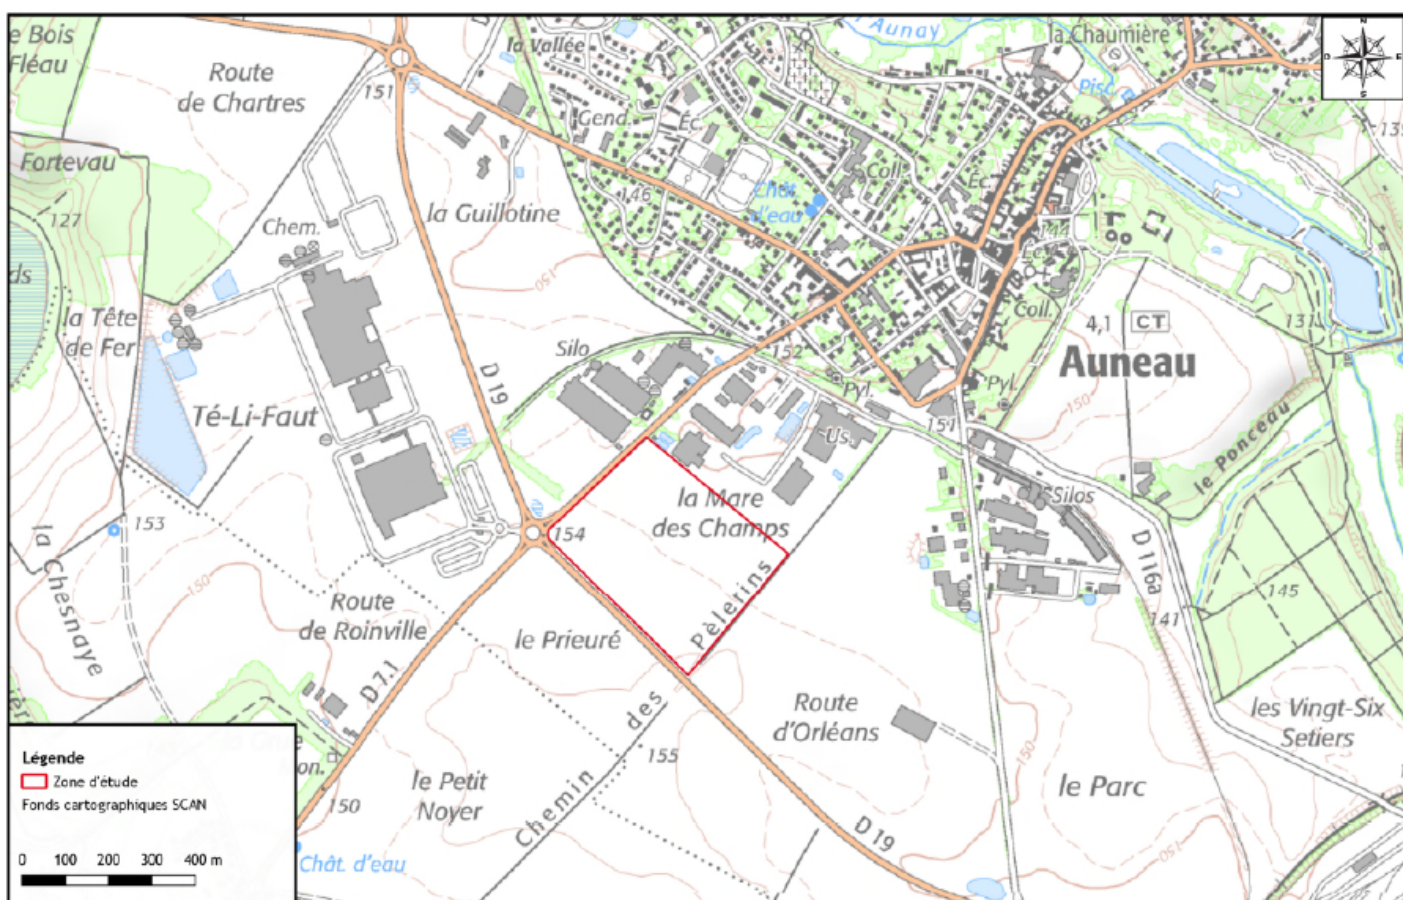 e Bois
Fléau
Route
de Chartres
151
la Vallée
l'Aunay
la Chaumière
N
O
E
S
Pisc.
Gend.
Éc.
Fortevau
127
146
Chât.
d'eau
Coll.
Éc.
135
la Guillotine
Chem.
150
144
Éc.
Coll.
ds
la Tête
de Fer
Silo
152
4,1
CT
131
Auneau
D 19
Pyl.
Pyl.
150
Té-Li-Faut
Us.
151
le Ponceau
la Mare
des Champs
Silos
153
154
la Chesnaye
150
D 116a
145
141
Route
de Roinville
le Prieuré
Pèlerins
D 7.1
des
Route
d'Orléans
les Vingt-Six
Setiers
155
150
Légende
Zone d'étude
Fonds cartographiques SCAN
0 100 200 300 400 m
on.
150
le Petit
Noyer
Chemin
le Parc
D 19
150
Chât. d'eau